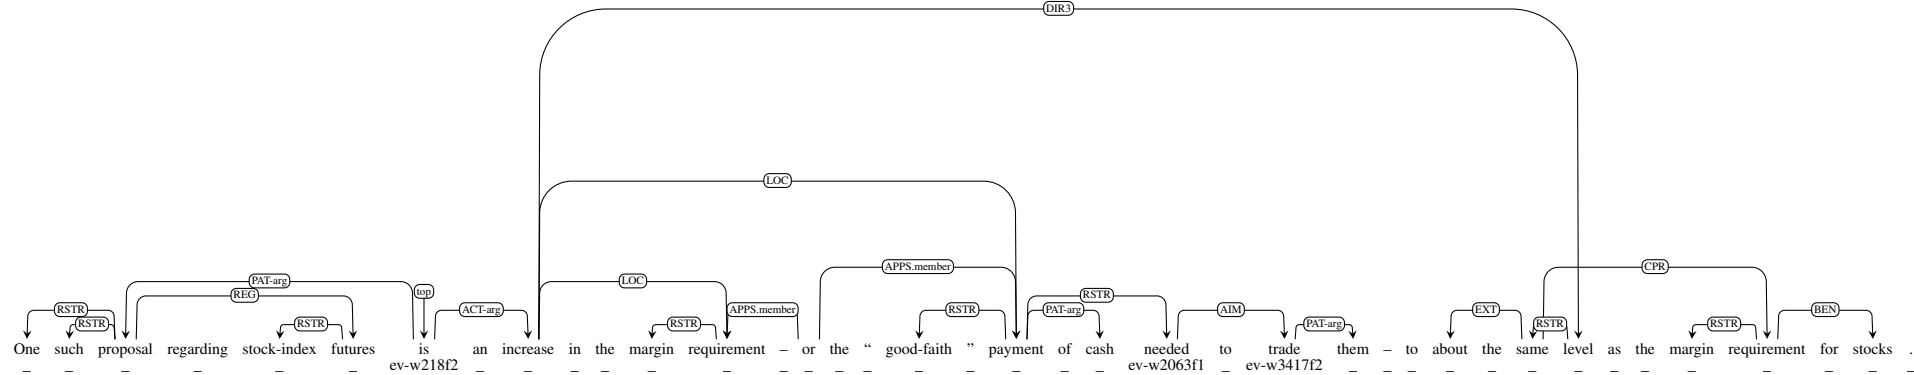 DIR3
LOC
APPS.member CPR
PAT-arg LOC
top
REG RSTR
RSTR ACT-arg APPS.member RSTR PAT-arg AIM EXT BEN
RSTR RSTR RSTR PAT-arg RSTR RSTR
One such proposal regarding stock-index futures is an increase in the margin requirement – or the “ good-faith ” payment of cash needed to trade them – to about the same level as the margin requirement for stocks .
_ _ _ _ _ _ ev-w218f2 _ _ _ _ _ _ _ _ _ _ _ _ _ _ _ ev-w2063f1 _ ev-w3417f2 _ _ _ _ _ _ _ _ _ _ _ _ _ _